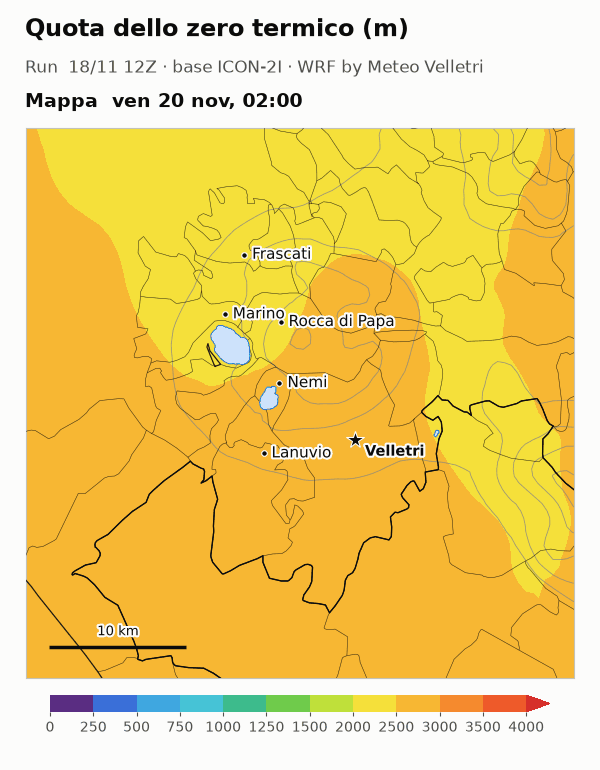 Quota dello zero termico (m)
Run  18/11 12Z · base ICON-2I · WRF by Meteo Velletri
Mappa  ven 20 nov, 02:00
Frascati
Marino
Rocca di Papa
Nemi
Velletri
Lanuvio
10 km
0 250 500 750 1000 1250 1500 2000 2500 3000 3500 4000